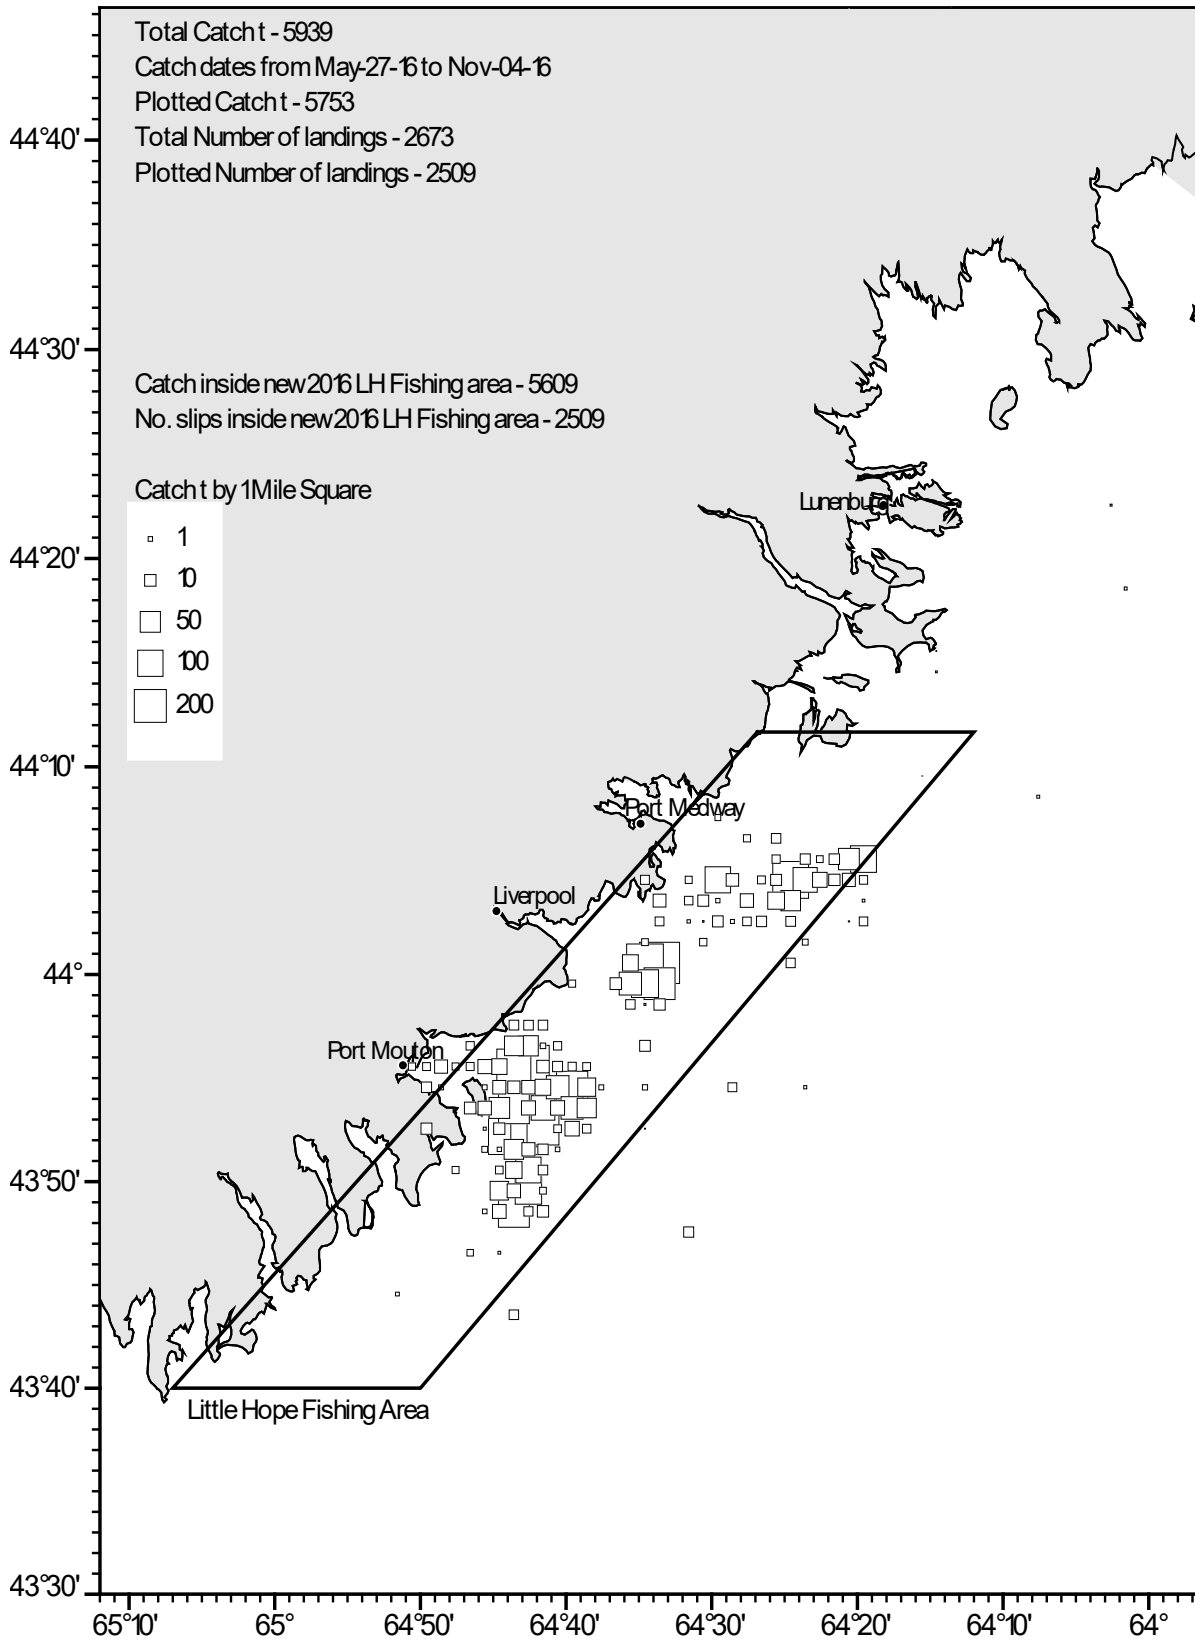 Total Catch t - 5939
Catch dates from May-27-16 to Nov-04-16
Plotted Catch t - 5753
Total Number of landings - 2673
Plotted Number of landings - 2509
44°40'
44°30'
Catch inside new 2016 LH Fishing area - 5609
No. slips inside new 2016 LH Fishing area - 2509
Catch t by 1 Mile Square
1
10
50
100
200
Lunenburg
44°20'
44°10'
Port Medway
Liverpool
44°
Port Mouton
43°50'
43°40'
Little Hope Fishing Area
43°30'
65°10' 65° 64°50' 64°40' 64°30' 64°20' 64°10' 64°